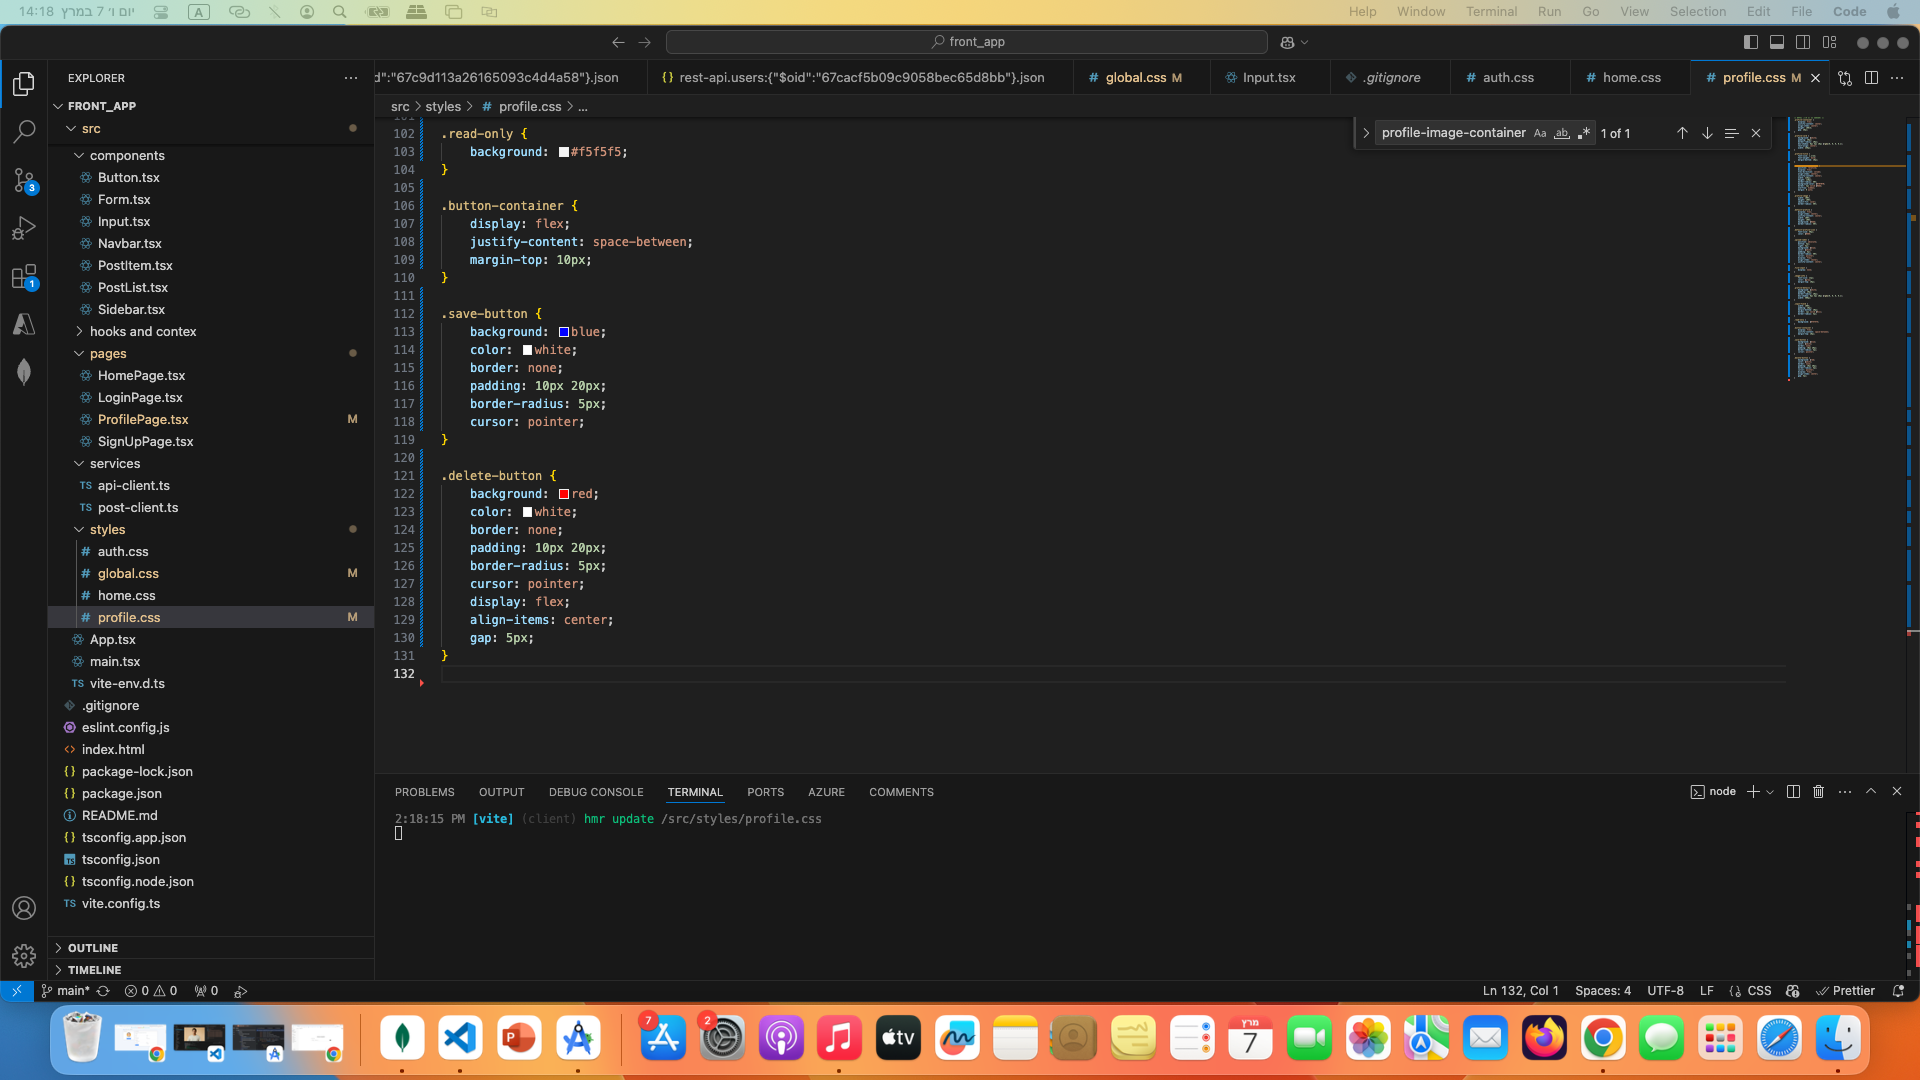 יום ו׳ 7 במרץ 14:18
A
Help Window Terminal Run Go View Selection Edit File Code
front_app
EXPLORER
FRONT_APP
src
components
Button.tsx
Form.tsx
Input.tsx
Navbar.tsx
PostItem.tsx
PostList.tsx
Sidebar.tsx
hooks and contex
pages
HomePage.tsx
LoginPage.tsx
ProfilePage.tsx M
SignUpPage.tsx
services
TS api-client.ts
TS post-client.ts
styles
# auth.css
# global.css M
# home.css
# profile.css M
App.tsx
main.tsx
TS vite-env.d.ts
.gitignore
eslint.config.js
<> index.html
{} package-lock.json
{} package.json
README.md
{} tsconfig.app.json
TS tsconfig.json
{} tsconfig.node.json
TS vite.config.ts
OUTLINE
TIMELINE
3
1
d":"67c9d113a26165093c4d4a58"}.json
{} rest-api.users:{"$oid":"67cacf5b09c9058bec65d8bb"}.json
# global.css M
Input.tsx
.gitignore
# auth.css
# home.css
# profile.css M
src > styles > # profile.css > ...
profile-image-container Aa ab .* 1 of 1
101
102 .read-only {
103 background: #f5f5f5;
104 }
105
106 .button-container {
107 display: flex;
108 justify-content: space-between;
109 margin-top: 10px;
110 }
111
112 .save-button {
113 background: blue;
114 color: white;
115 border: none;
116 padding: 10px 20px;
117 border-radius: 5px;
118 cursor: pointer;
119 }
120
121 .delete-button {
122 background: red;
123 color: white;
124 border: none;
125 padding: 10px 20px;
126 border-radius: 5px;
127 cursor: pointer;
128 display: flex;
129 align-items: center;
130 gap: 5px;
131 }
132
PROBLEMS OUTPUT DEBUG CONSOLE TERMINAL PORTS AZURE COMMENTS
node
2:18:15 PM [vite] (client) hmr update /src/styles/profile.css
main* 0 0 0
Ln 132, Col 1 Spaces: 4 UTF-8 LF {} CSS Prettier
7
2
tv
מרץ
7